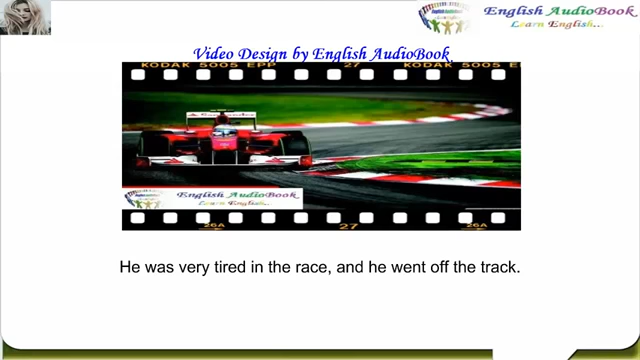 English AudioBook
Learn English...
Video Design by English AudioBook
KODAK 5005 EPP 27 KODAK 5005 E
Santander
English AudioBook
Learn English...
26A 27 26A
He was very tired in the race, and he went off the track.